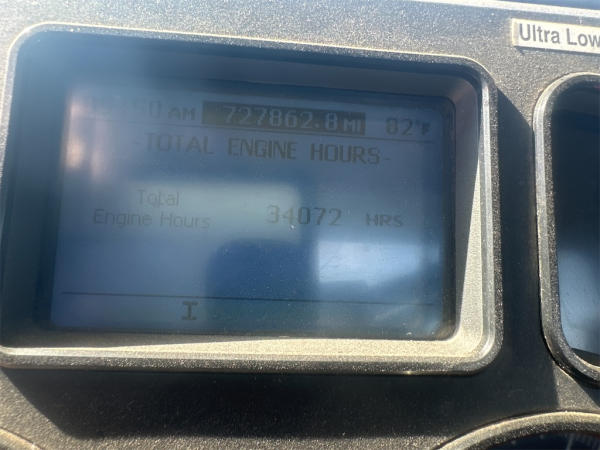 Ultra Low
AM 727862.8 MI 82°F
-TOTAL ENGINE HOURS-
Total
Engine Hours 34072 HRS